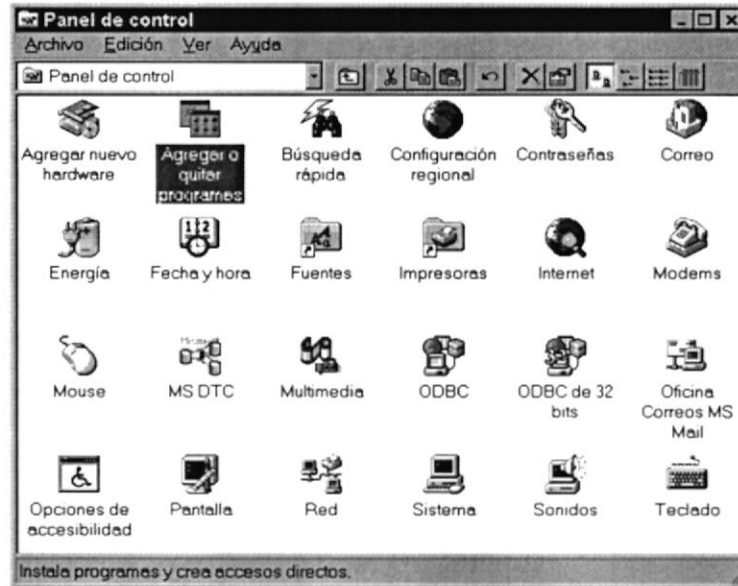 Panel de control
Archivo Edición Ver Ayuda
Panel de control
Agregar nuevo hardware
Agregar o quitar programas
Búsqueda rápida
Configuración regional
Contraseñas
Correo
Energía
Fecha y hora
Fuentes
Impresoras
Internet
Modems
Mouse
MS DTC
Multimedia
ODBC
ODBC de 32 bits
Oficina Correos MS Mail
Opciones de accesibilidad
Pantalla
Red
Sistema
Sonidos
Teclado
Instala programas y crea accesos directos.